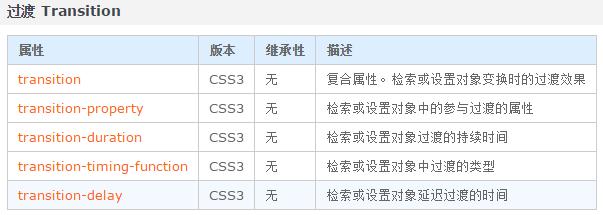 过渡 Transition
属性 版本 继承性 描述
transition CSS3 无 复合属性。检索或设置对象变换时的过渡效果
transition-property CSS3 无 检索或设置对象中的参与过渡的属性
transition-duration CSS3 无 检索或设置对象过渡的持续时间
transition-timing-function CSS3 无 检索或设置对象中过渡的类型
transition-delay CSS3 无 检索或设置对象延迟过渡的时间